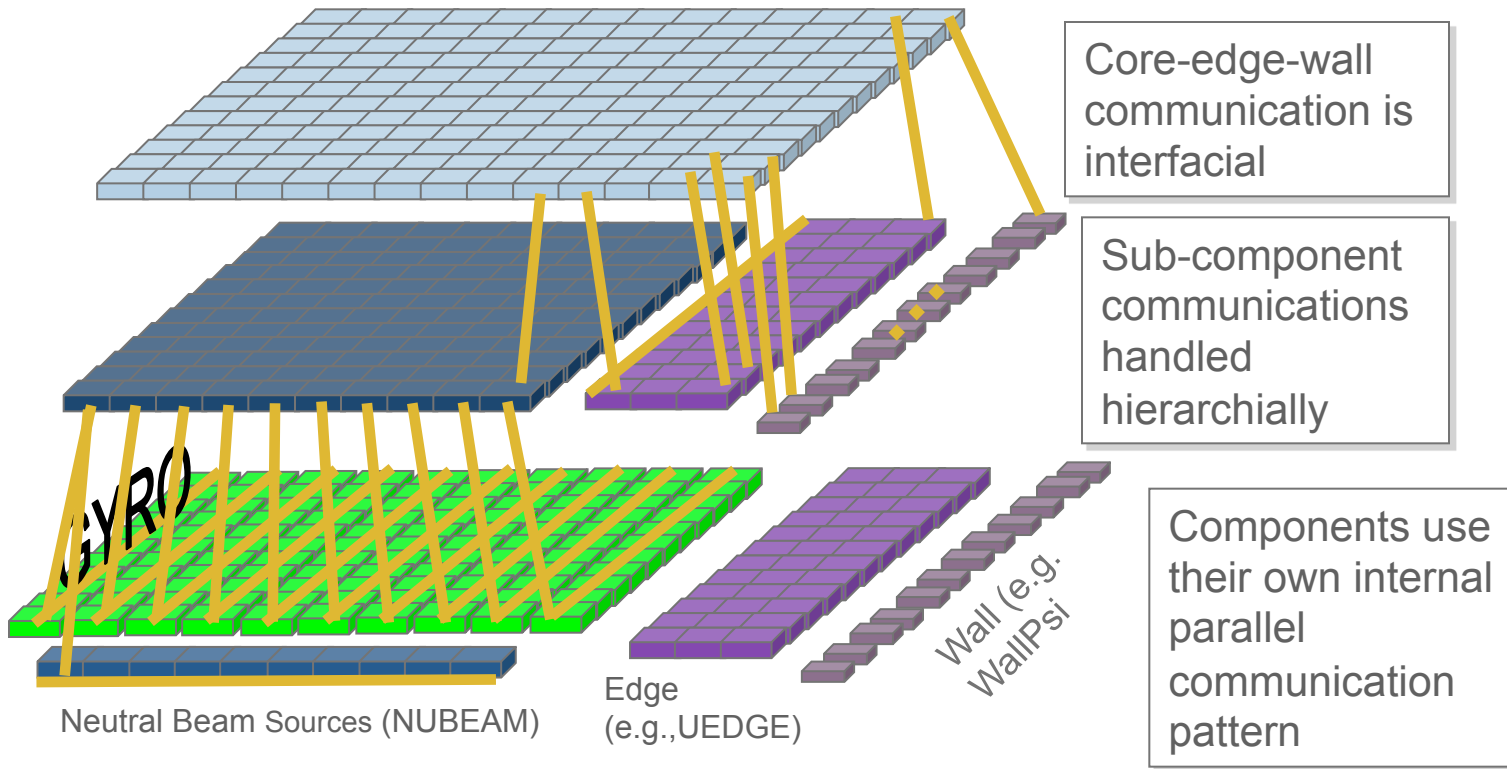 Core-edge-wall
communication is
interfacial
Sub-component
communications
handled
hierarchially
GYRO
Components use
their own internal
parallel
communication
pattern
Wall (e.g.
WallPsi
Edge
(e.g.,UEDGE)
Neutral Beam Sources (NUBEAM)